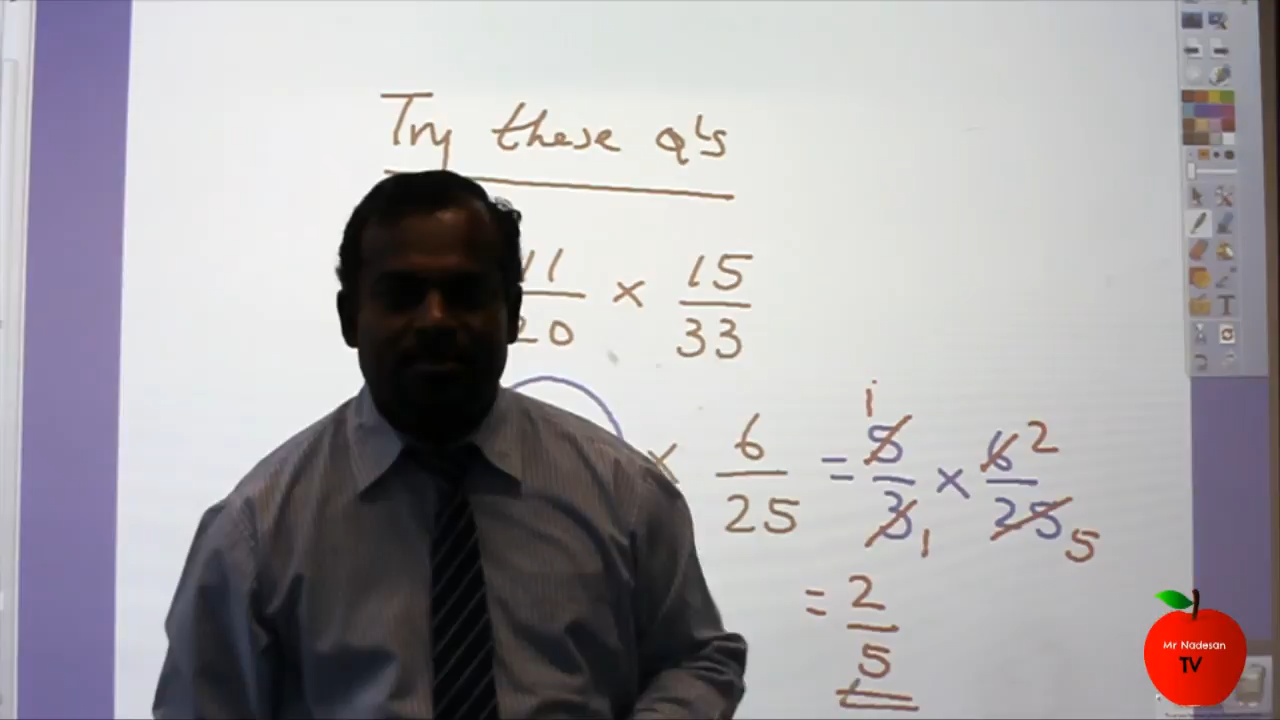 Try these Q's
11/20 × 15/33
× 6/25 = 5/3 × 6/25
1 1 2 5
= 2/5
Mr Nadesan
TV
T